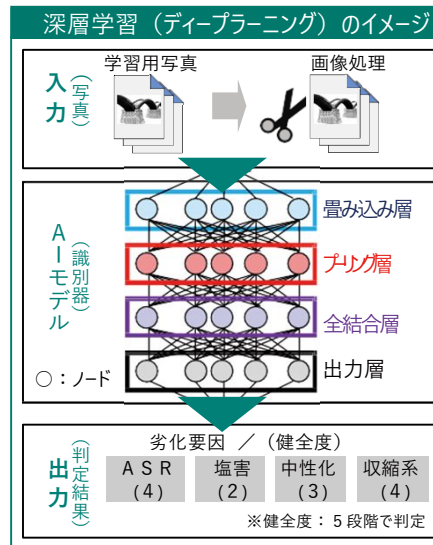 深層学習（ディープラーニング）のイメージ
入力（写真）
学習用写真
画像処理
AIモデル（識別器）
畳み込み層
プーリング層
全結合層
出力層
○：ノード
出力（判定結果）
劣化要因 ／ （健全度）
ASR
(4)
塩害
(2)
中性化
(3)
収縮系
(4)
※健全度：５段階で判定